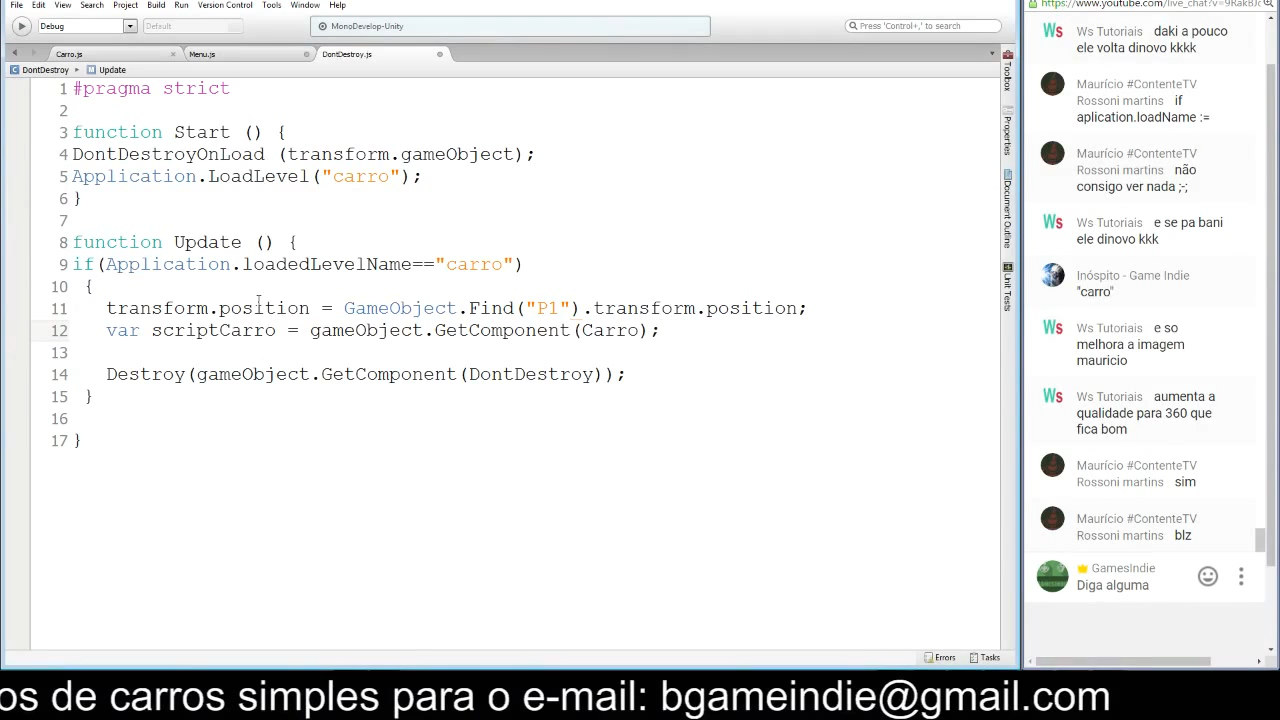 File Edit View Search Project Build Run Version Control Tools Window Help
Debug Default MonoDevelop-Unity Press 'Control+,' to search
Carro.js Menu.js DontDestroy.js
DontDestroy Update
1 #pragma strict
2
3 function Start () {
4 DontDestroyOnLoad (transform.gameObject);
5 Application.LoadLevel("carro");
6 }
7
8 function Update () {
9 if(Application.loadedLevelName=="carro")
10 {
11 transform.position = GameObject.Find("P1").transform.position;
12 var scriptCarro = gameObject.GetComponent(Carro);
13
14 Destroy(gameObject.GetComponent(DontDestroy));
15 }
16
17 }
Toolbox
Properties
Document Outline
Unit Tests
Errors Tasks
Ws Tutoriais daki a pouco
ele volta dinovo kkkk
Maurício #ContenteTV
Rossoni martins if
aplication.loadName :=
Maurício #ContenteTV
Rossoni martins não
consigo ver nada ;-;
Ws Tutoriais e se pa bani
ele dinovo kkk
Inóspito - Game Indie
"carro"
Ws Tutoriais e so
melhora a imagem
mauricio
Ws Tutoriais aumenta a
qualidade para 360 que
fica bom
Maurício #ContenteTV
Rossoni martins sim
Maurício #ContenteTV
Rossoni martins blz
GamesIndie
Diga alguma
os de carros simples para o e-mail: bgameindie@gmail.com